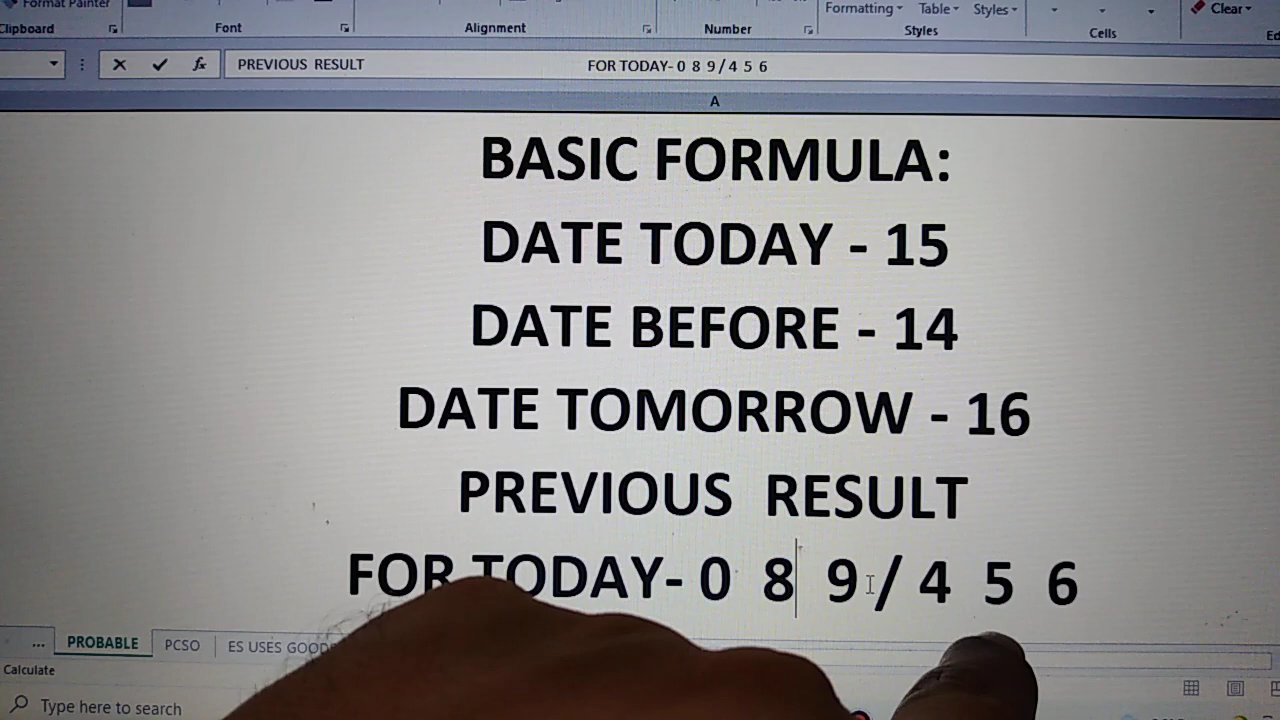 Format Painter
Formatting Table Styles Clear
Clipboard Font Alignment Number Styles Cells
PREVIOUS RESULT FOR TODAY- 0 8 9 / 4 5 6
A
BASIC FORMULA:
DATE TODAY - 15
DATE BEFORE - 14
DATE TOMORROW - 16
PREVIOUS RESULT
FOR TODAY- 0 8 9 / 4 5 6
... PROBABLE PCSO ES USES GOOD
Calculate
Type here to search